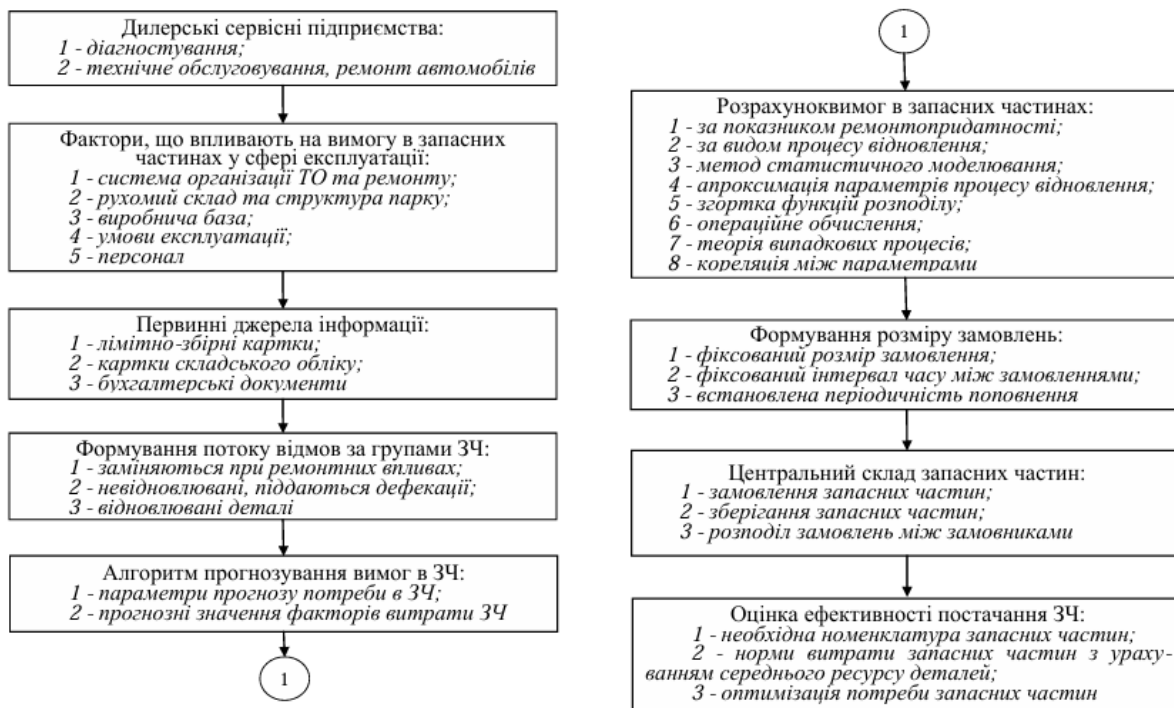 Дилерські сервісні підприємства:
1 - діагностування;
2 - технічне обслуговування, ремонт автомобілів
Фактори, що впливають на вимогу в запасних
частинах у сфері експлуатації:
1 - система організації ТО та ремонту;
2 - рухомий склад та структура парку;
3 - виробнича база;
4 - умови експлуатації;
5 - персонал
Первинні джерела інформації:
1 - лімітно-збірні картки;
2 - картки складського обліку;
3 - бухгалтерські документи
Формування потоку відмов за групами ЗЧ:
1 - заміняються при ремонтних впливах;
2 - невідновлювані, піддаються дефекації;
3 - відновлювані деталі
Алгоритм прогнозування вимог в ЗЧ:
1 - параметри прогнозу потреби в ЗЧ;
2 - прогнозні значення факторів витрати ЗЧ
1
1
Розрахуноквимог в запасних частинах:
1 - за показником ремонтопридатності;
2 - за видом процесу відновлення;
3 - метод статистичного моделювання;
4 - апроксимація параметрів процесу відновлення;
5 - згортка функцій розподілу;
6 - операційне обчислення;
7 - теорія випадкових процесів;
8 - кореляція між параметрами
Формування розміру замовлень:
1 - фіксований розмір замовлення;
2 - фіксований інтервал часу між замовленнями;
3 - встановлена періодичність поповнення
Центральний склад запасних частин:
1 - замовлення запасних частин;
2 - зберігання запасних частин;
3 - розподіл замовлень між замовниками
Оцінка ефективності постачання ЗЧ:
1 - необхідна номенклатура запасних частин;
2 - норми витрати запасних частин з ураху-
ванням середнього ресурсу деталей;
3 - оптимізація потреби запасних частин